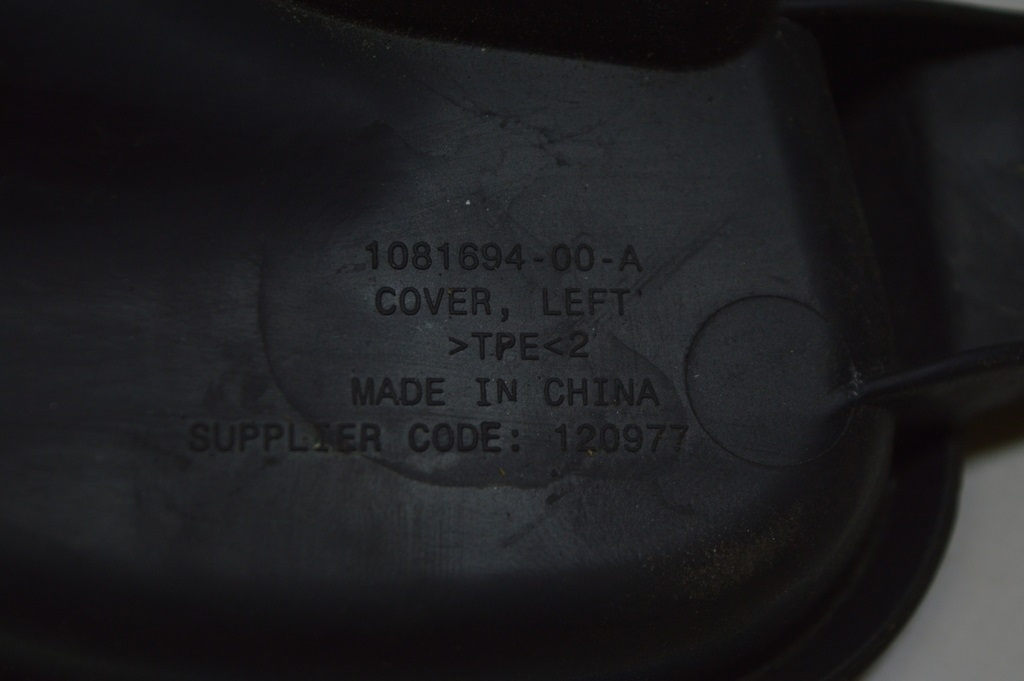 1081694-00-A
COVER, LEFT
>TPE<2
MADE IN CHINA
SUPPLIER CODE: 120977